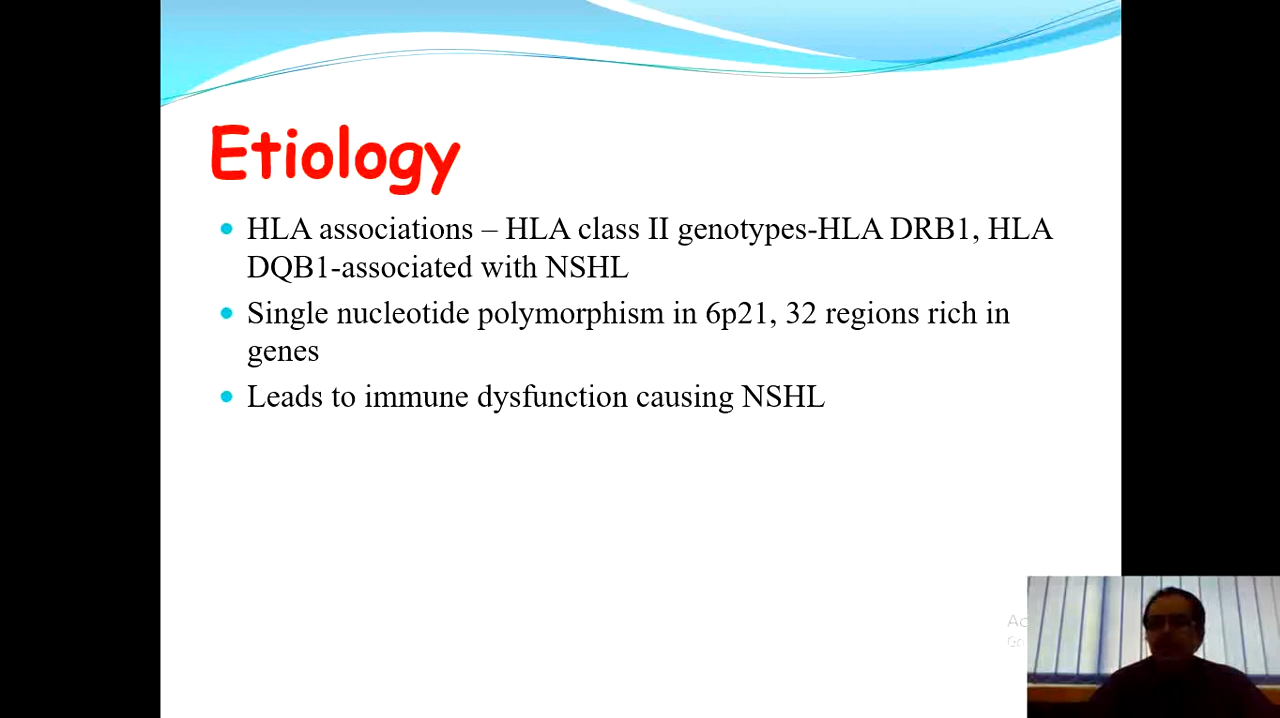 Etiology
HLA associations – HLA class II genotypes-HLA DRB1, HLA
DQB1-associated with NSHL
Single nucleotide polymorphism in 6p21, 32 regions rich in
genes
Leads to immune dysfunction causing NSHL